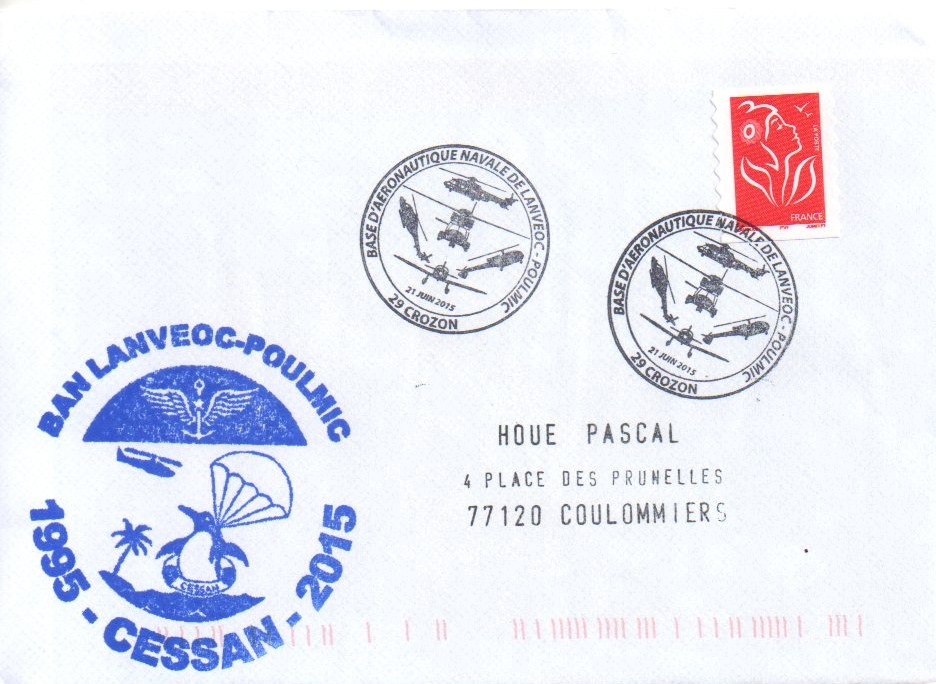 LA POSTE
FRANCE
BASE D'AERONAUTIQUE NAVALE DE LANVEOC - POULMIC
21 JUIN 2015
29 CROZON
BASE D'AERONAUTIQUE NAVALE DE LANVEOC - POULMIC
21 JUIN 2015
29 CROZON
BAN LANVEOC-POULMIC
CESSAN
1995 - CESSAN - 2015
HOUE PASCAL
4 PLACE DES PRUNELLES
77120 COULOMMIERS